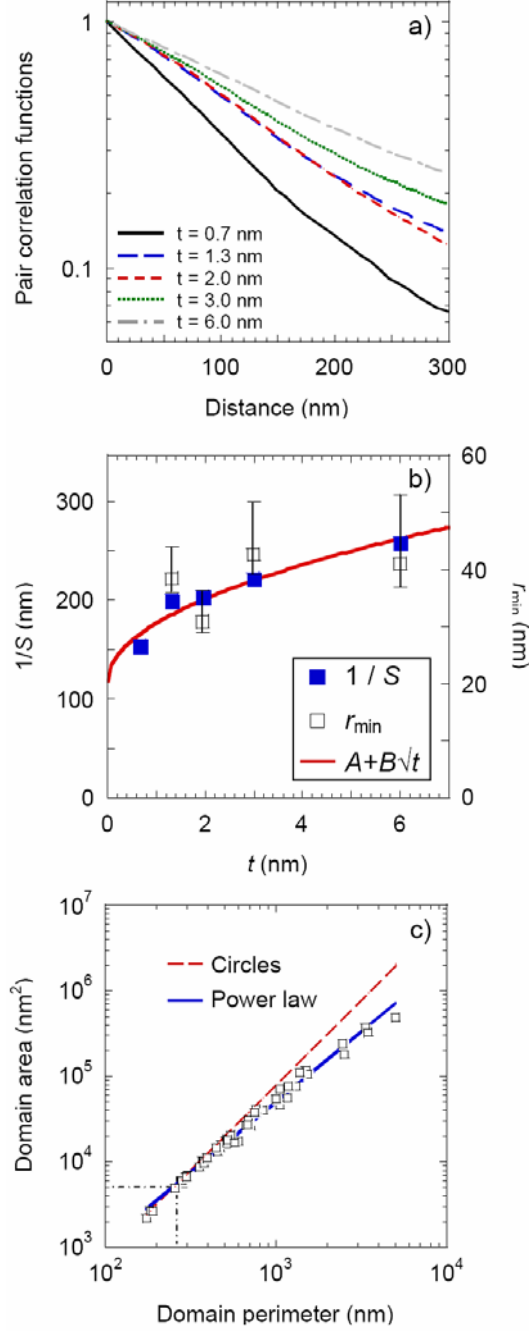 a)
Pair correlation functions
1
0.1
t = 0.7 nm
t = 1.3 nm
t = 2.0 nm
t = 3.0 nm
t = 6.0 nm
0 100 200 300
Distance (nm)
b)
1/S (nm)
300
200
100
0
r_min (nm)
60
40
20
0
1 / S
r_min
A+B√t
0 2 4 6
t (nm)
c)
Domain area (nm²)
10⁷
10⁶
10⁵
10⁴
10³
Circles
Power law
10² 10³ 10⁴
Domain perimeter (nm)